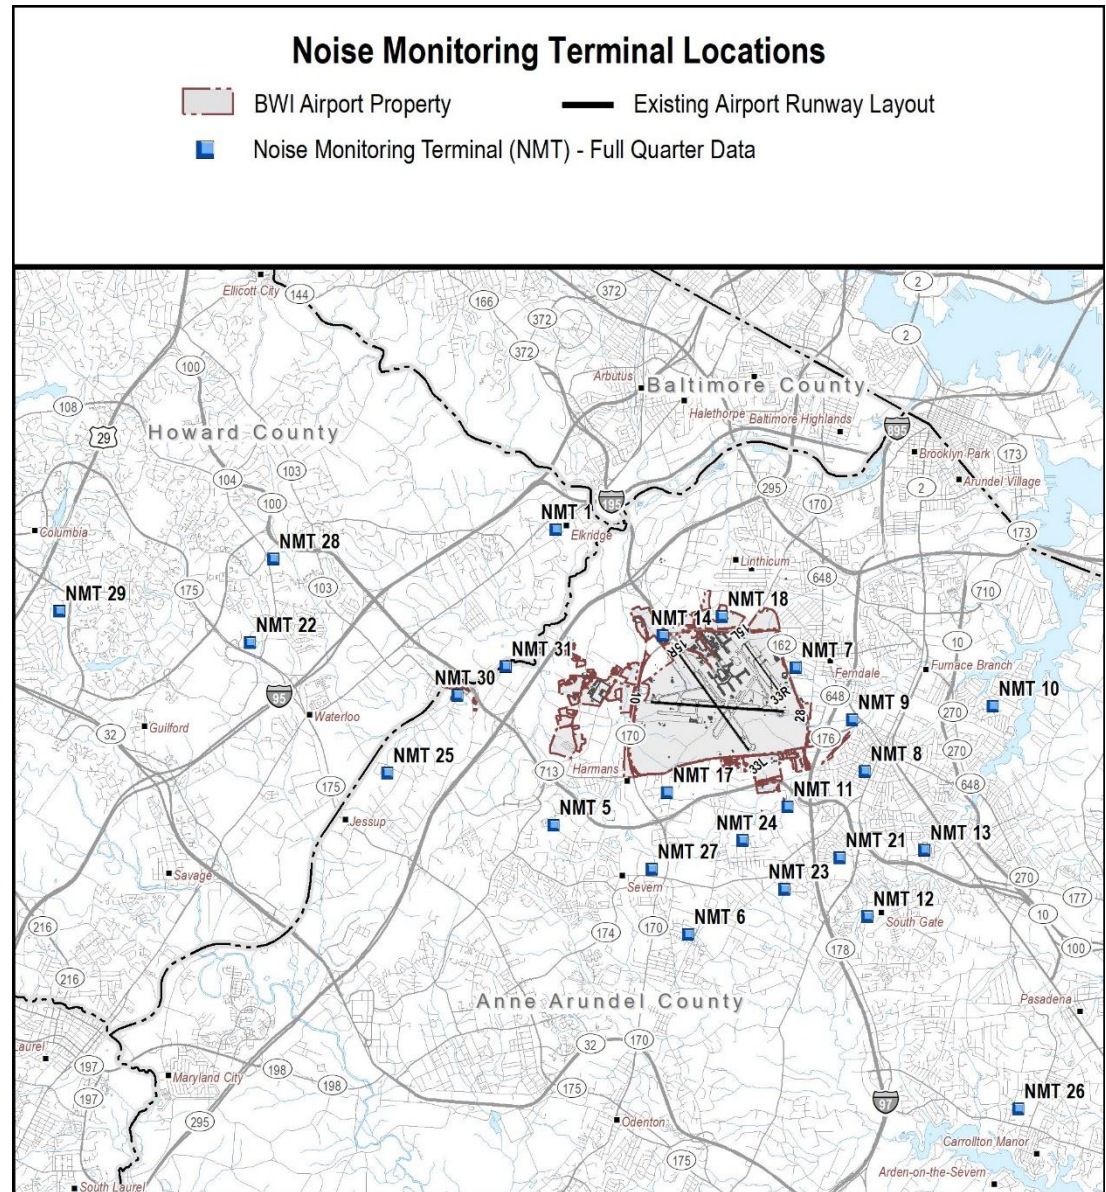 Noise Monitoring Terminal Locations
BWI Airport Property
Existing Airport Runway Layout
Noise Monitoring Terminal (NMT) - Full Quarter Data
Ellicott City
144
166
372
2
372
2
372
100
Arbutus
Baltimore County
Halethorpe
Baltimore Highlands
108
29
Howard County
895
Brooklyn Park
173
103
104
295
170
2
Arundel Village
100
195
173
Columbia
NMT 1
Elkridge
NMT 28
Linthicum
648
175
103
710
NMT 29
NMT 18
NMT 22
NMT 14
15R
15L
162
10
NMT 31
NMT 7
Ferndale
Furnace Branch
NMT 30
10
33R
28
648
NMT 10
95
Waterloo
NMT 9
270
Guilford
32
170
176
270
NMT 25
713
Harmans
33L
NMT 8
175
NMT 17
648
NMT 11
Jessup
NMT 5
NMT 24
NMT 21
NMT 13
Savage
NMT 27
Severn
NMT 23
270
177
NMT 12
10
216
174
NMT 6
170
South Gate
178
100
216
Anne Arundel County
Pasadena
Laurel
32
170
197
198
198
175
Maryland City
197
97
NMT 26
295
Odenton
Carrollton Manor
175
Arden-on-the-Severn
South Laurel